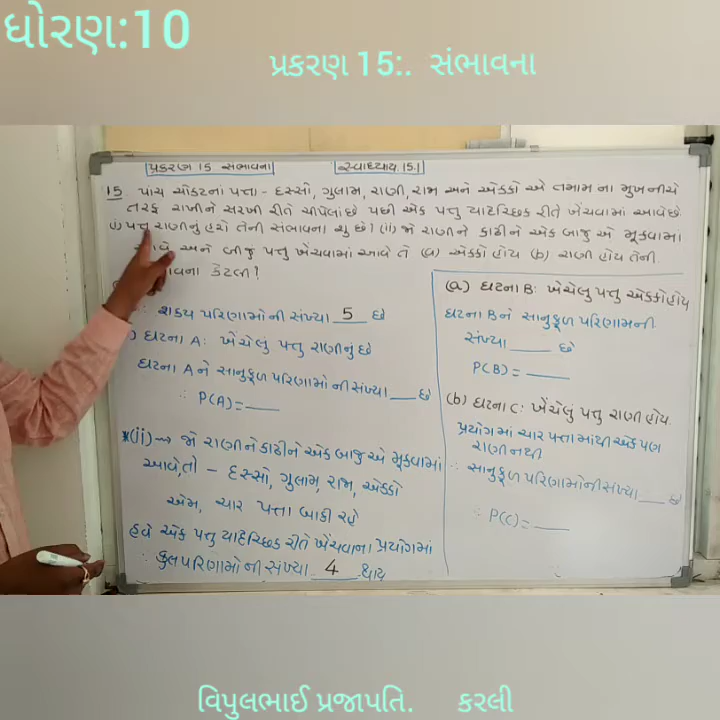 ધોરણ:10
પ્રકરણ 15:. સંભાવના
પ્રકરણ 15 સંભાવના
સ્વાધ્યાય 15.1
15 પાંચ ચોકટના પત્તા - દસ્સો, ગુલામ, રાણી, રાજા અને એક્કો એ તમામ ના મુખ નીચે
તરફ રાખીને સરખી રીતે ચીપેલાં છે પછી એક પત્તુ યાદચ્છિક રીતે ખેંચવામાં આવે છે
(i) પત્તુ રાણીનું હશે તેની સંભાવના શુ છે? (ii) જો રાણીને કાઢીને એક બાજુ એ મૂકવામાં
અને બીજુ પત્તુ ખેંચવામાં આવે તે (a) એક્કો હોય (b) રાણી હોય તેની
કેટલી?
∴ શક્ય પરિણામોની સંખ્યા 5 છે
) ઘટના A: ખેંચેલુ પત્તુ રાણીનું છે
ઘટના A ને સાનુકૂળ પરિણામો ની સંખ્યા ___ છે
∴ P(A)=___
*(ii) → જો રાણીને કાઢીને એક બાજુ એ મૂકવામાં
આવે, તો - દસ્સો, ગુલામ, રાજા, એક્કો
એમ, ચાર પત્તા બાકી રહે
હવે એક પત્તુ યાદચ્છિક રીતે ખેંચવાના પ્રયોગમાં
∴ કુલ પરિણામો ની સંખ્યા 4 થાય
(a) ઘટના B: ખેંચેલુ પત્તુ એક્કો હોય
ઘટના B ને સાનુકૂળ પરિણામની
સંખ્યા ___ છે
P(B)= ___
(b) ઘટના C: ખેંચેલું પત્તુ રાણી હોય
પ્રયોગ માં ચાર પત્તા માંથી એક પણ
રાણી નથી
∴ સાનુકૂળ પરિણામોની સંખ્યા ___ છે
∴ P(C)= ___
વિપુલભાઈ પ્રજાપતિ. કરલી